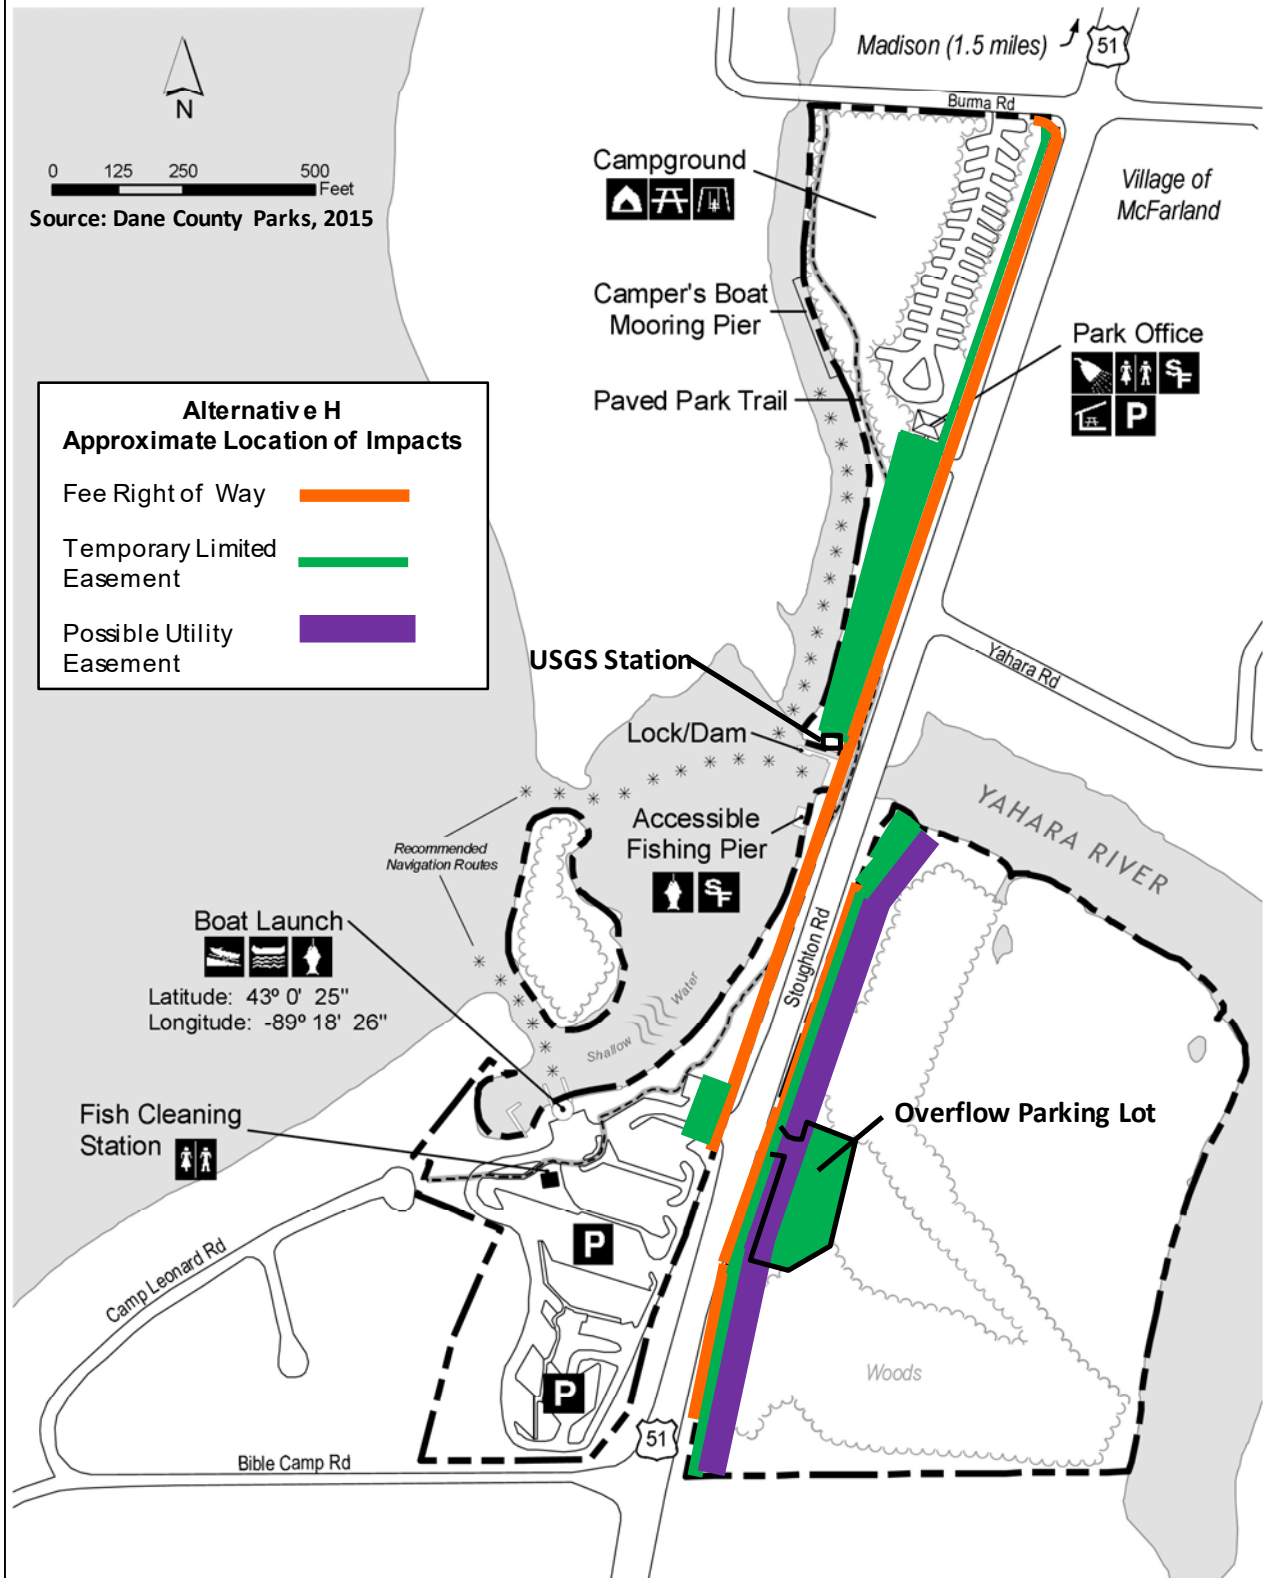 Madison (1.5 miles)
51
Burma Rd
N
0 125 250 500
Feet
Source: Dane County Parks, 2015
Campground
Village of
McFarland
Camper's Boat
Mooring Pier
Park Office
SF
P
Paved Park Trail
Alternative H
Approximate Location of Impacts
Fee Right of Way
Temporary Limited
Easement
Possible Utility
Easement
USGS Station
Yahara Rd
Lock/Dam
YAHARA RIVER
Accessible
Fishing Pier
SF
Recommended
Navigation Routes
Boat Launch
Latitude: 43º 0' 25"
Longitude: -89º 18' 26"
Stoughton Rd
Shallow Water
Fish Cleaning
Station
Overflow Parking Lot
P
Camp Leonard Rd
P
Woods
51
Bible Camp Rd